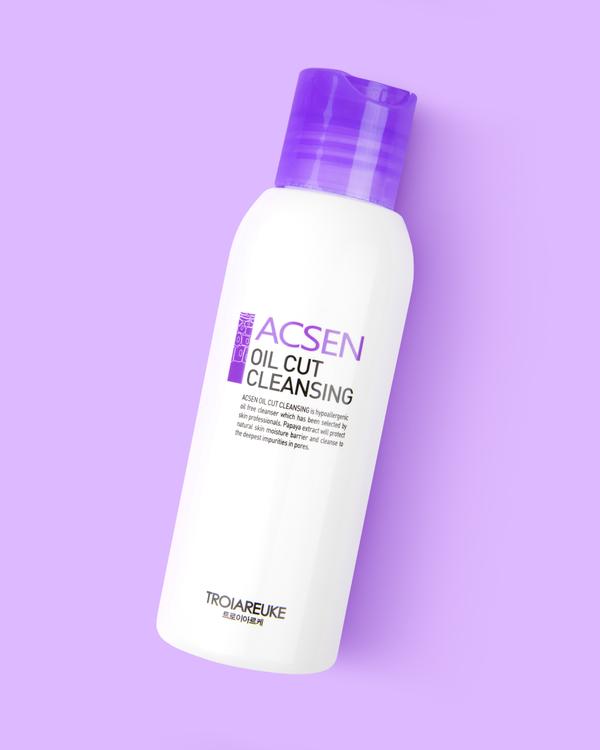 ACSEN
OIL CUT
CLEANSING
ACSEN OIL CUT CLEANSING is hypoallergenic
oil free cleanser which has been selected by
skin professionals. Papaya extract will protect
natural skin moisture barrier and cleanse to
the deepest impurities in pores.
TROIAREUKE
트로이아르케